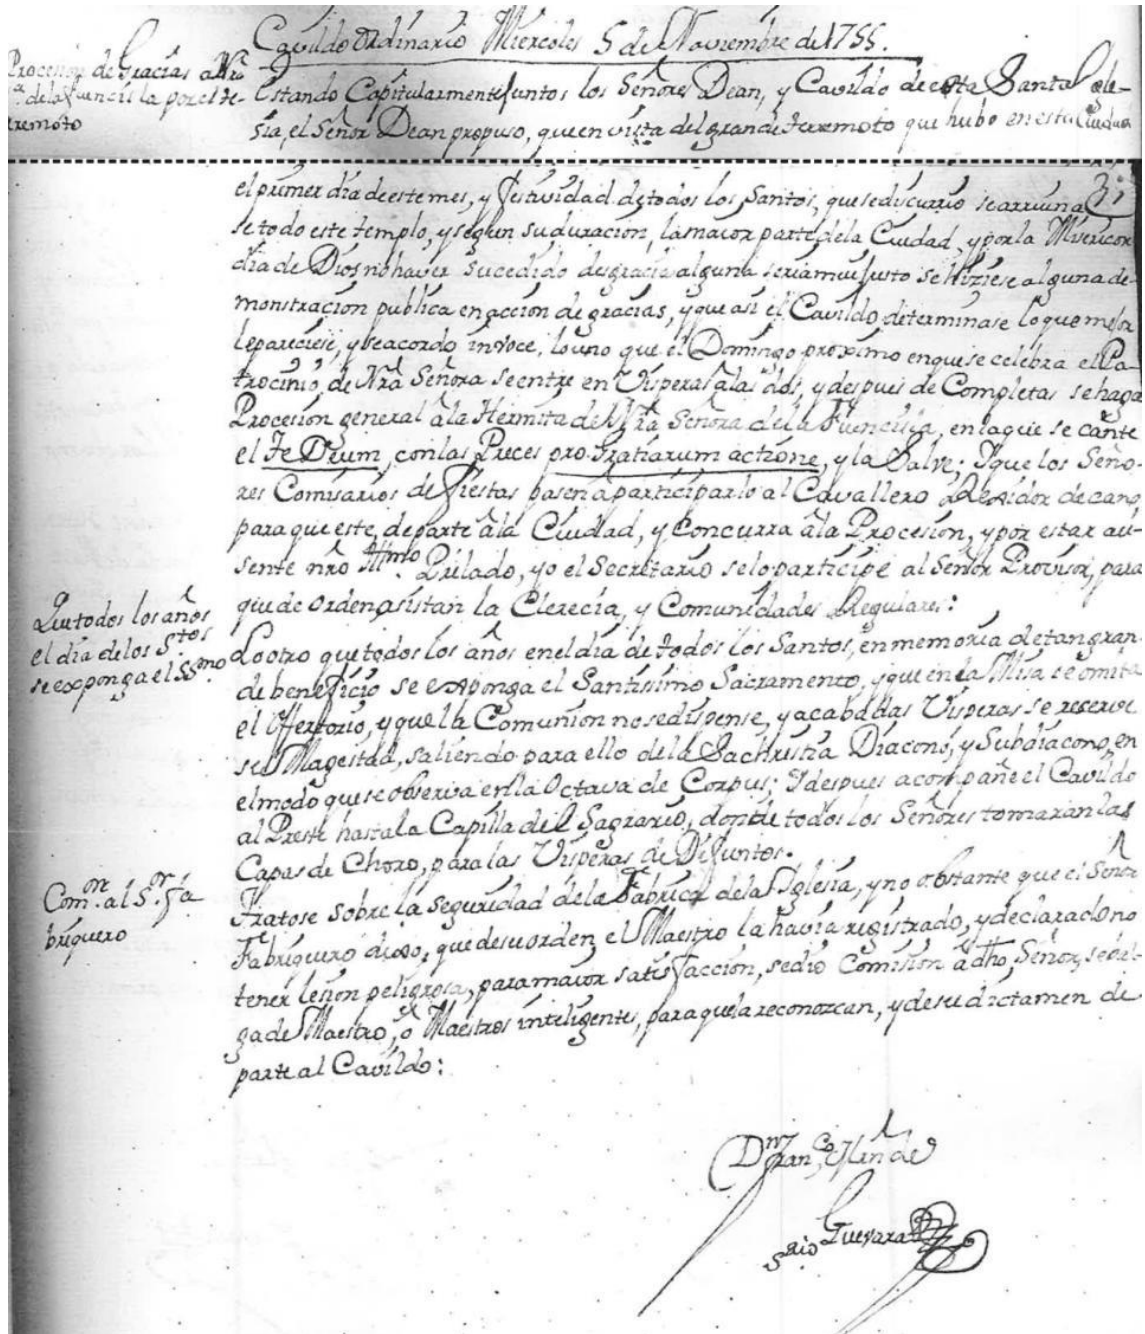 Cavildo Ordinario Miercoles 5 de Noviembre de 1755.
Procesion de Gracias a Nra
Sa. de la Fuencisla por el te-
rremoto
Estando Capitularmente Juntos los Señores Dean, y Cavildo de esta Santa Igle-
sia, el Señor Dean propuso, que en vista del grande terremoto que hubo en esta Ciudad
el primer dia de este mes, y festividad de todos los Santos, que se discurrio se arruina
se todo este templo, y segun su duracion, la maior parte de la Ciudad, y por la Misericor
dia de Dios no haver sucedido desgracia alguna seria mui justo se hiziese alguna de-
monstracion publica en accion de gracias, y que asi el Cavildo determinase lo que mejor
le pareciese, y se acordo in voce, lo uno que el Domingo proximo en que se celebra el Pa-
trocinio de Nra Señora se entre en Visperas a las dos, y despues de Completas se haga
Procesion general â la Hermita de Nra Señora de la Fuencisla, en la que se cante
el Te Deum, con las Preces pro Gratiarum actione, y la Salve; Y que los Seño-
res Comisarios de fiestas pasen a participarlo al Cavallero Rexidor decano,
para que este, de parte â la Ciudad, y Concurra â la Procesion, y por estar au-
sente nro Illmo. Prelado, yo el Secretario se lo participe al Señor Provisor, para
que de orden, asistan la Clerecia, y Comunidades Regulares:
Que todos los años
el dia de los Stos
se exponga el SSmo.
Lo otro que todos los años en el dia de todos los Santos, en memoria de tan gran-
de beneficio se exponga el Santisimo Sacramento, y que en la Misa se omita
el Ofertorio, y que la Comunion no se dispense, y acabadas Visperas se reserve
su Magestad, saliendo para ello de la Sachristia Diacono, y Subdiacono, en
el modo que se observa en la Octava de Corpus; Y despues acompañe el Cavildo
al Preste hasta la Capilla del Sagrario, donde todos los Señores tomaran las
Capas de Choro, para las Visperas de Difuntos.
Comon. al Sor. fa
briquero
Tratose sobre la seguridad de la Fabrica de la Iglesia, y no obstante que el Señor
Fabriquero dixo, que de su orden, el Maestro la havia registrado, y declarado no
tener lesion peligrosa, para maior satisfaccion, se dio Comision a dho Señor, se val-
ga de Maestro, o Maestros inteligentes, para que la reconozcan, y de su dictamen de
parte al Cavildo:
Dn Franco
Guevara
Srio